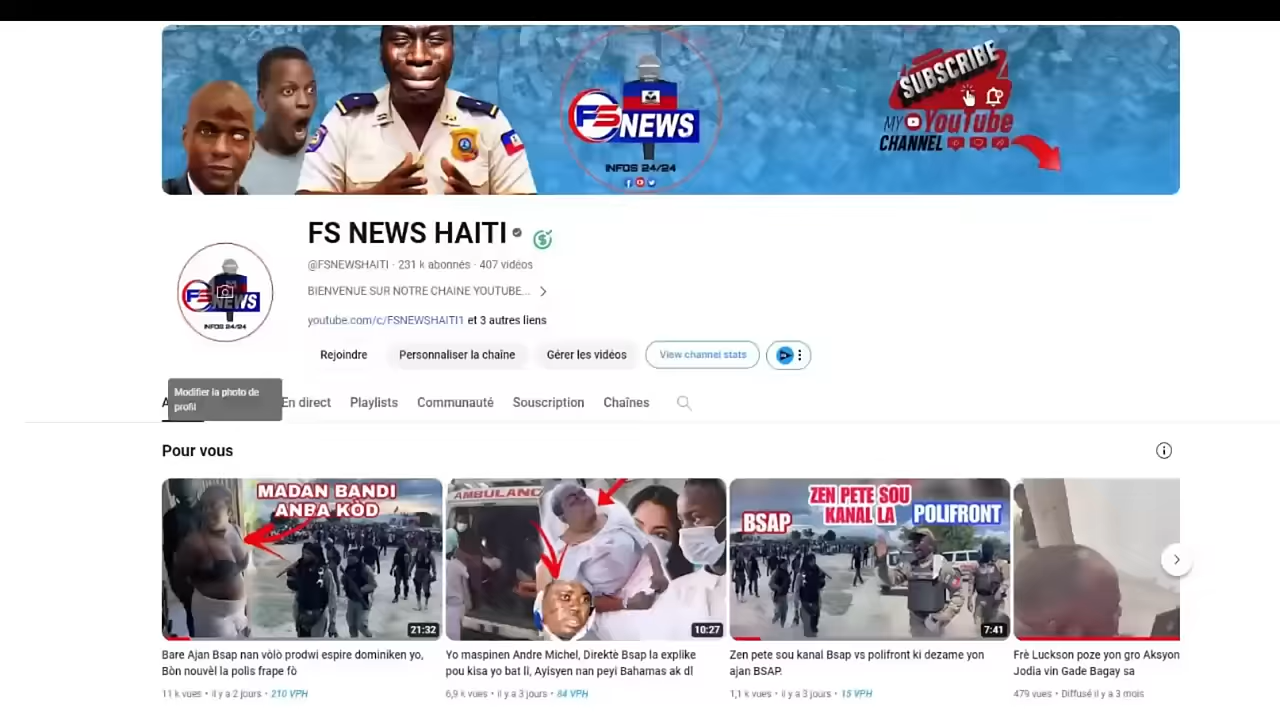 SUBSCRIBE
MY YouTube
CHANNEL
FS NEWS
INFOS 24/24
FS NEWS HAITI
@FSNEWSHAITI · 231 k abonnés · 407 vidéos
BIENVENUE SUR NOTRE CHAINE YOUTUBE...
youtube.com/c/FSNEWSHAITI1 et 3 autres liens
FS NEWS
INFOS 24/24
Rejoindre
Personnaliser la chaîne
Gérer les vidéos
View channel stats
Modifier la photo de
profil
En direct
Playlists
Communauté
Souscription
Chaînes
Pour vous
MADAN BANDI
ANBA KÒD
21:32
Bare Ajan Bsap nan vòlò prodwi espire dominiken yo,
Bòn nouvèl la polis frape fò
11 k vues • il y a 2 jours • 210 VPH
AMBULANC
10:27
Yo maspinen Andre Michel, Direktè Bsap la explike
pou kisa yo bat li, Ayisyen nan peyi Bahamas ak dl
6,9 k vues • il y a 3 jours • 84 VPH
ZEN PETE SOU
KANAL LA
BSAP
POLIFRONT
7:41
Zen pete sou kanal Bsap vs polifront ki dezame yon
ajan BSAP.
1,1 k vues • il y a 3 jours • 15 VPH
Frè Luckson poze yon gro Aksyon
Jodia vin Gade Bagay sa
479 vues • Diffusé il y a 3 mois